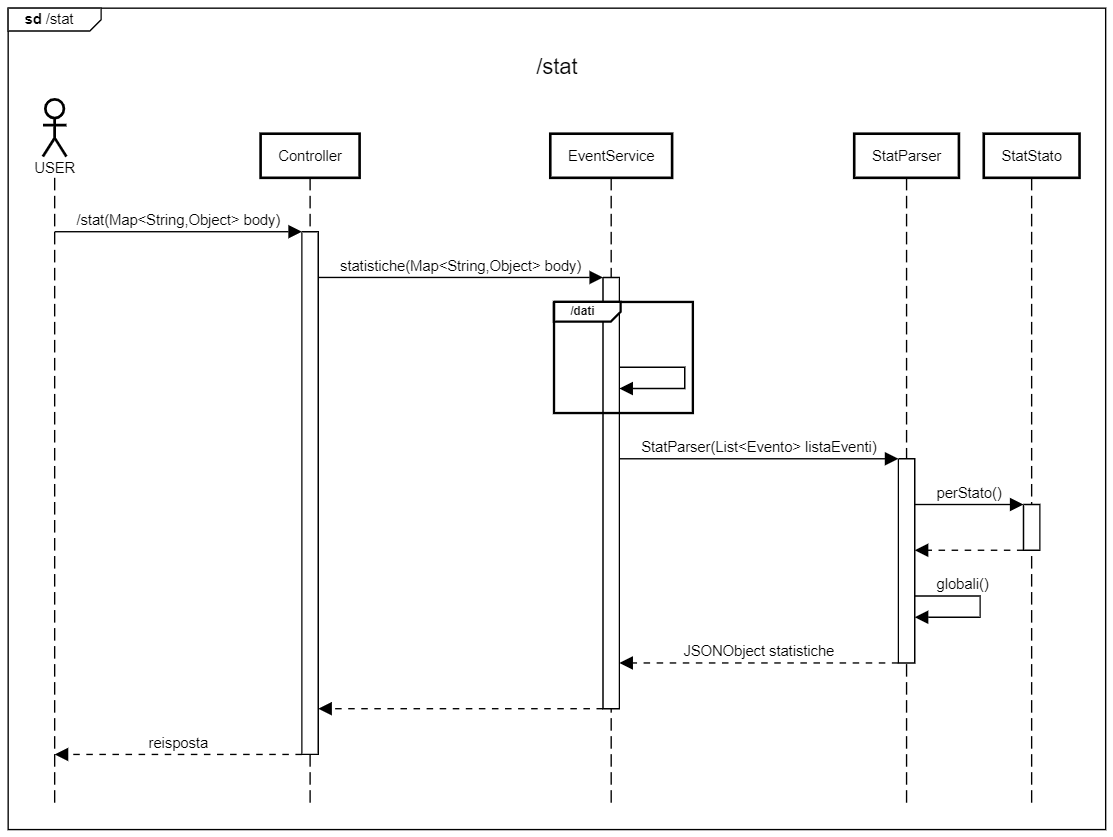 sd /stat
/stat
USER
Controller
EventService
StatParser
StatStato
/stat(Map<String,Object> body)
statistiche(Map<String,Object> body)
/dati
StatParser(List<Evento> listaEventi)
perStato()
globali()
JSONObject statistiche
reisposta